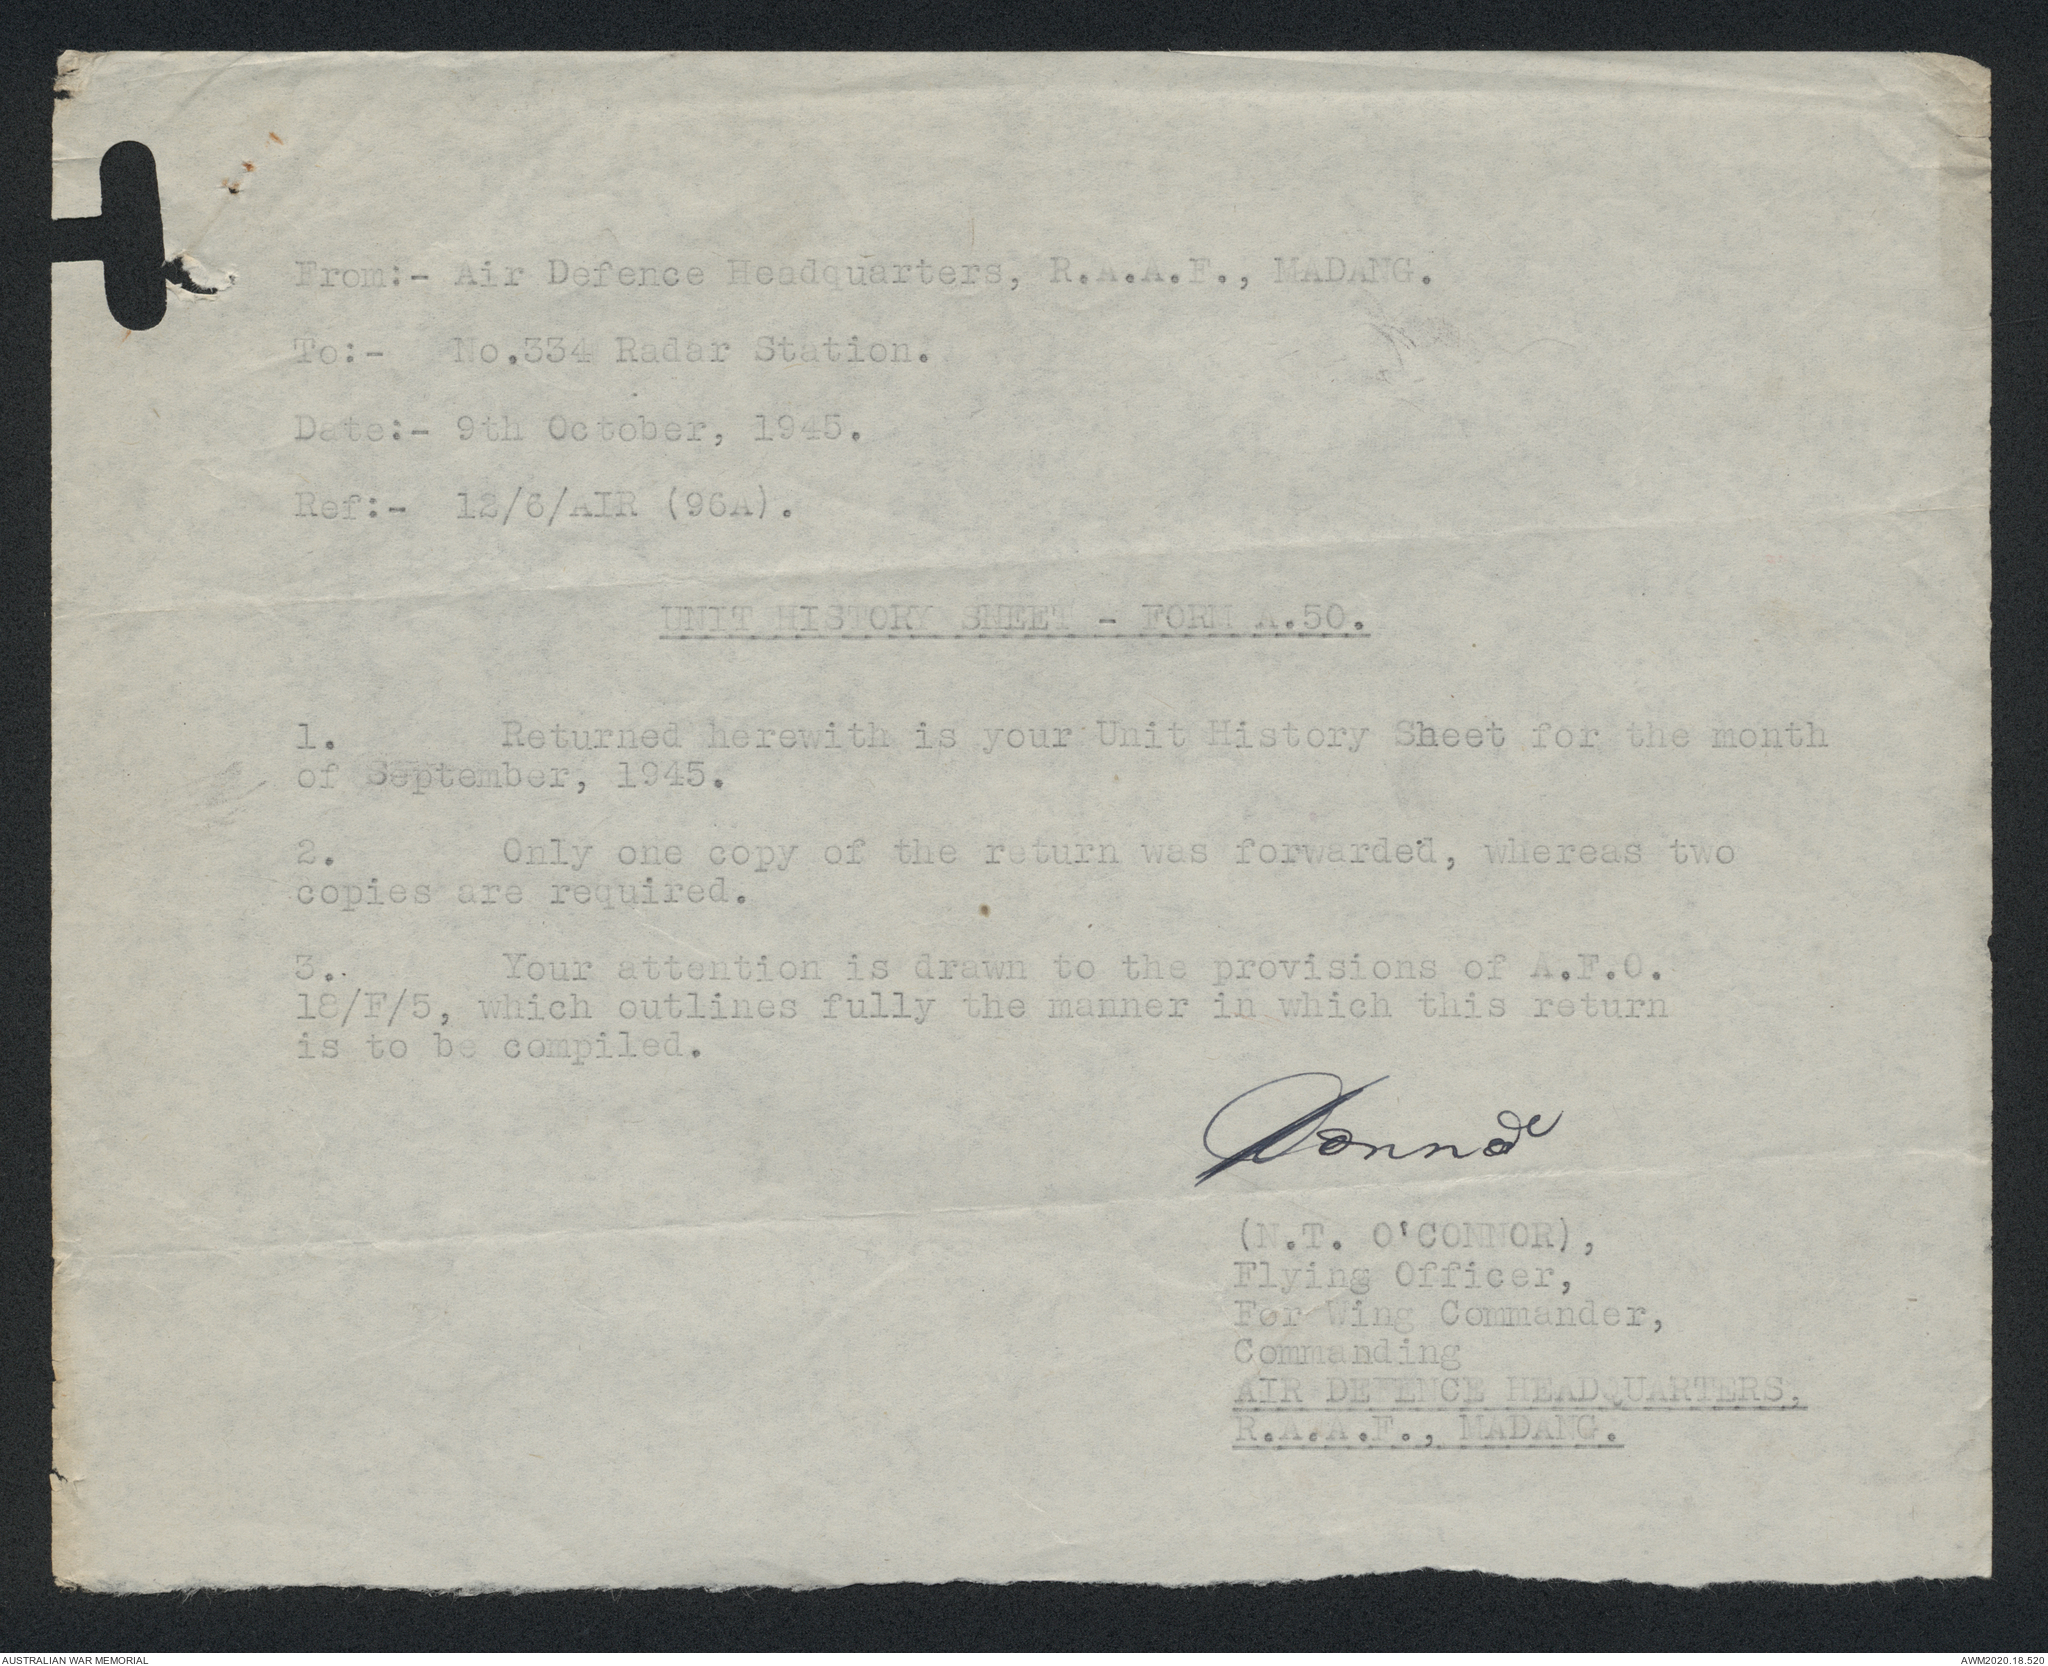 From:- Air Defence Headquarters, R.A.A.F., MADANG.
To:- No.334 Radar Station.
Date:- 9th October, 1945.
Ref:- 12/6/AIR (96A).
UNIT HISTORY SHEET - FORM A.50.
1. Returned herewith is your Unit History Sheet for the month
of September, 1945.
2. Only one copy of the return was forwarded, whereas two
copies are required.
3. Your attention is drawn to the provisions of A.F.O.
18/F/5, which outlines fully the manner in which this return
is to be compiled.
(N.T. O'CONNOR),
Flying Officer,
For Wing Commander,
Commanding
AIR DEFENCE HEADQUARTERS,
R.A.A.F., MADANG.
AUSTRALIAN WAR MEMORIAL
AWM2020.18.520